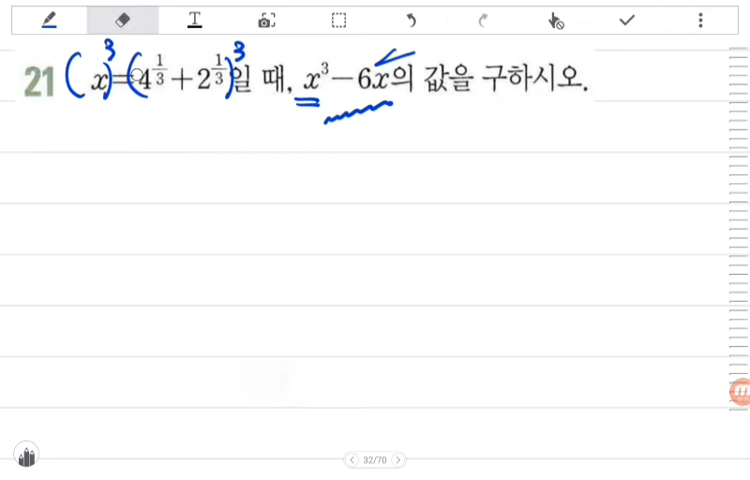 21 (x)³=(4^{1/3}+2^{1/3})³일 때, x³−6x의 값을 구하시오.
32/70